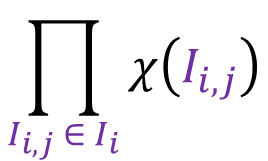 ∏ χ(I_{i,j})
I_{i,j} ∈ I_i